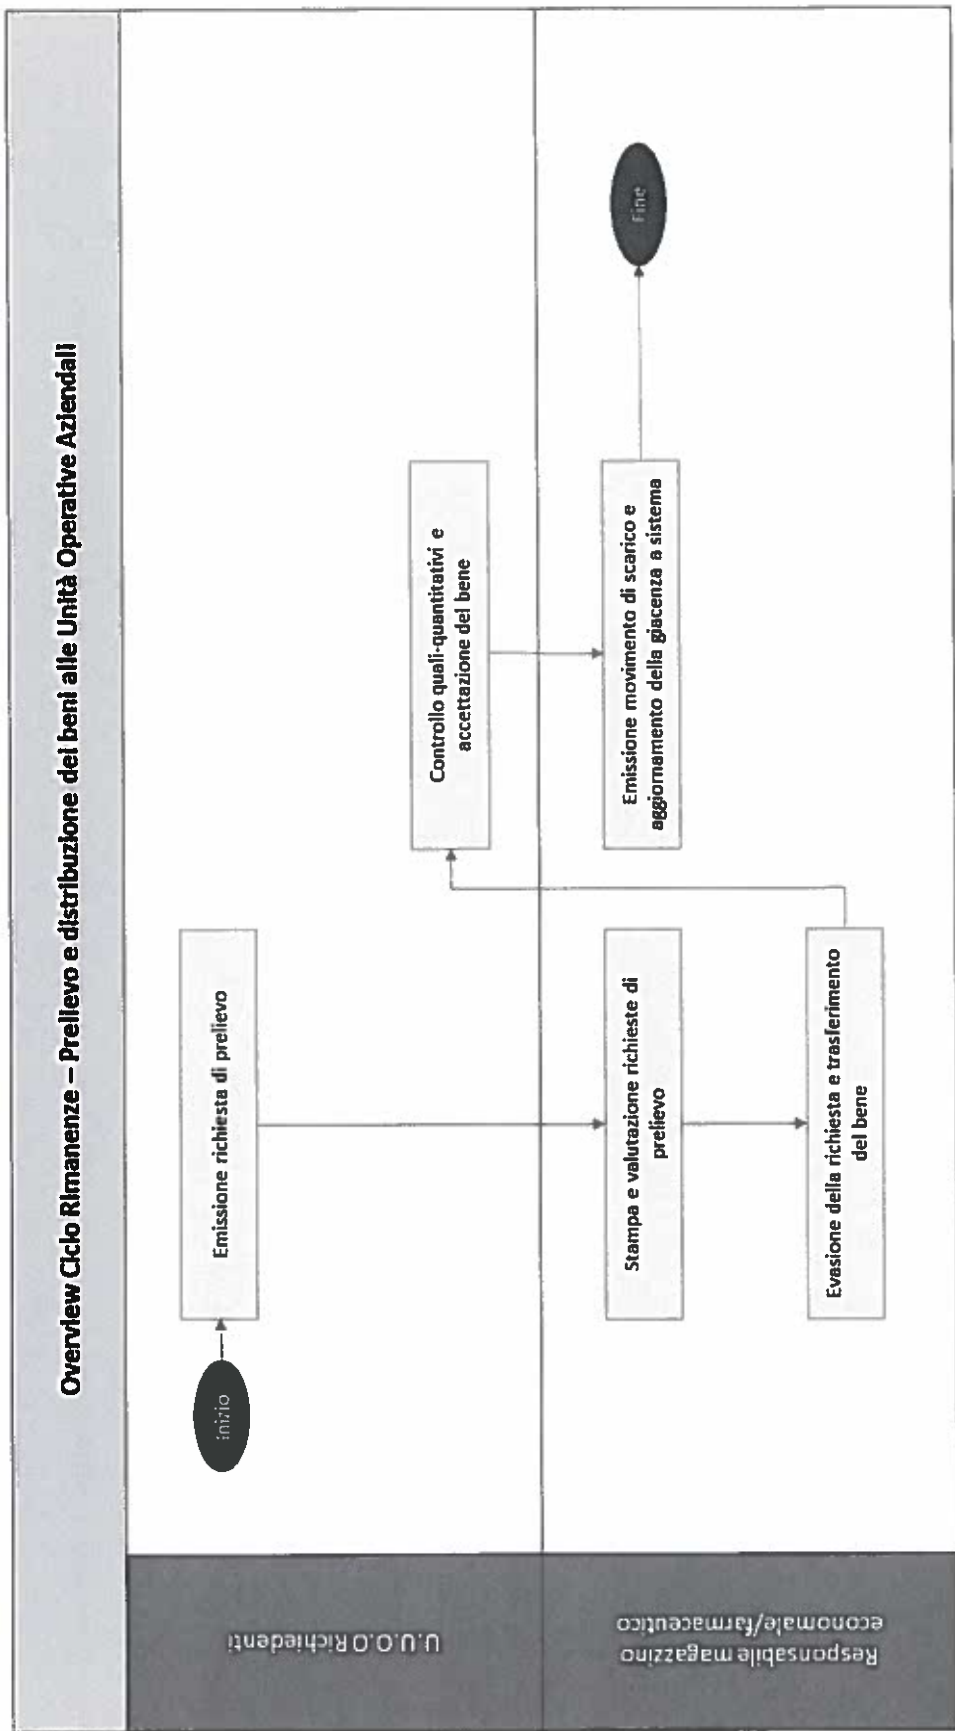 Overview Ciclo Rimanenze – Prelievo e distribuzione dei beni alle Unità Operative Aziendali
U.U.O.O Richiedenti
inizio
Emissione richiesta di prelievo
Controllo quali-quantitativi e
accettazione del bene
Responsabile magazzino
economale/farmaceutico
Stampa e valutazione richieste di
prelievo
Evasione della richiesta e trasferimento
del bene
Emissione movimento di scarico e
aggiornamento della giacenza a sistema
Fine